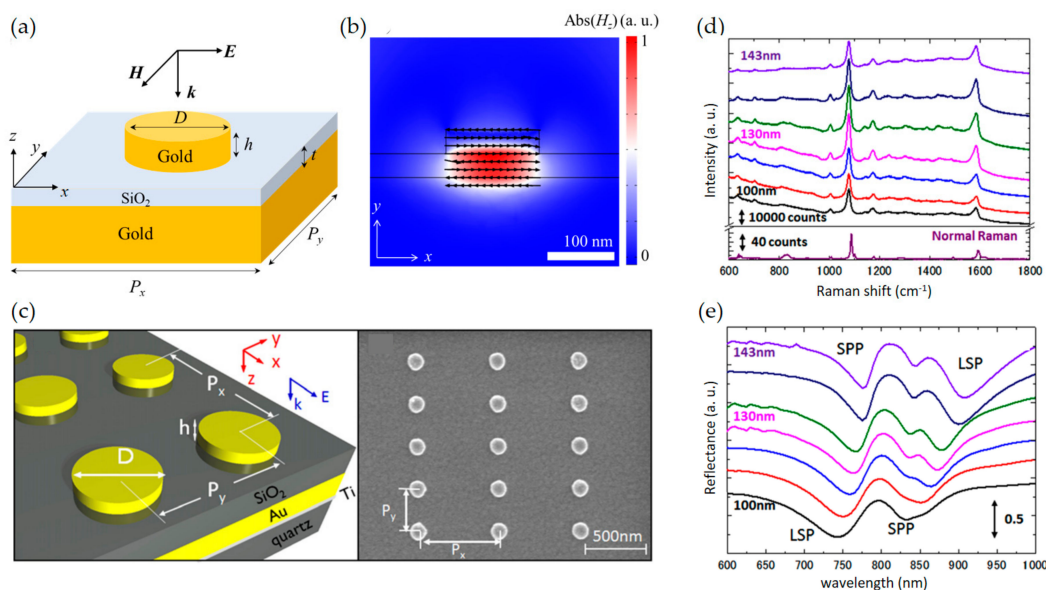 (a)
E
H
k
D
h
Gold
t
z
y
x
SiO2
Gold
Py
Px
(b)
Abs(Hz) (a. u.)
1
0
y
x
100 nm
(c)
Px
y
x
z
E
k
h
D
Py
SiO2
Au
Ti
quartz
Py
Px
500nm
(d)
Intensity (a. u.)
143nm
130nm
100nm
10000 counts
40 counts
Normal Raman
600 800 1000 1200 1400 1600 1800
Raman shift (cm-1)
(e)
Reflectance (a. u.)
143nm
SPP
LSP
130nm
100nm
LSP
SPP
0.5
600 650 700 750 800 850 900 950 1000
wavelength (nm)